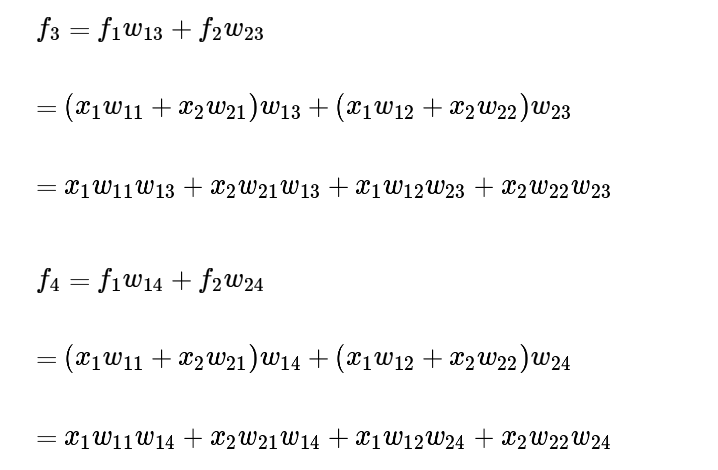 f₃ = f₁w₁₃ + f₂w₂₃
= (x₁w₁₁ + x₂w₂₁)w₁₃ + (x₁w₁₂ + x₂w₂₂)w₂₃
= x₁w₁₁w₁₃ + x₂w₂₁w₁₃ + x₁w₁₂w₂₃ + x₂w₂₂w₂₃
f₄ = f₁w₁₄ + f₂w₂₄
= (x₁w₁₁ + x₂w₂₁)w₁₄ + (x₁w₁₂ + x₂w₂₂)w₂₄
= x₁w₁₁w₁₄ + x₂w₂₁w₁₄ + x₁w₁₂w₂₄ + x₂w₂₂w₂₄